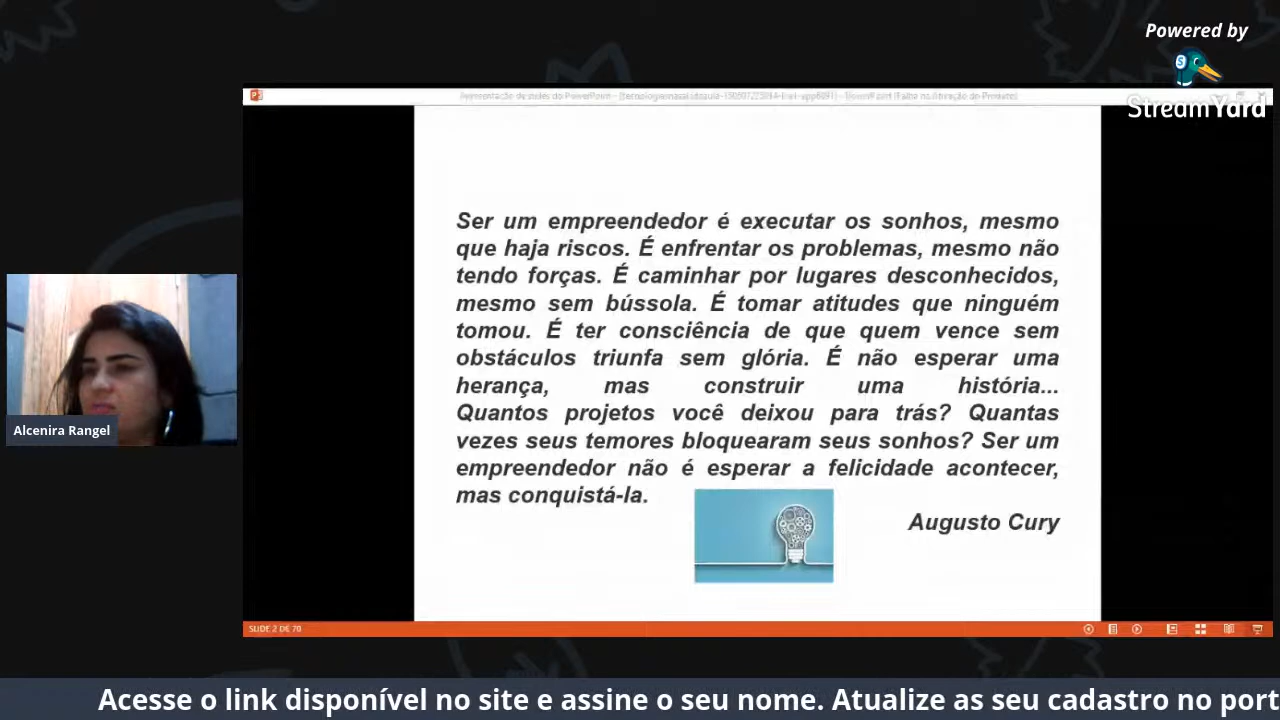 Powered by
StreamYard
Ser um empreendedor é executar os sonhos, mesmo
que haja riscos. É enfrentar os problemas, mesmo não
tendo forças. É caminhar por lugares desconhecidos,
mesmo sem bússola. É tomar atitudes que ninguém
tomou. É ter consciência de que quem vence sem
obstáculos triunfa sem glória. É não esperar uma
herança, mas construir uma história...
Quantos projetos você deixou para trás? Quantas
vezes seus temores bloquearam seus sonhos? Ser um
empreendedor não é esperar a felicidade acontecer,
mas conquistá-la.
Augusto Cury
Alcenira Rangel
SLIDE 2 DE 70
Acesse o link disponível no site e assine o seu nome. Atualize as seu cadastro no port